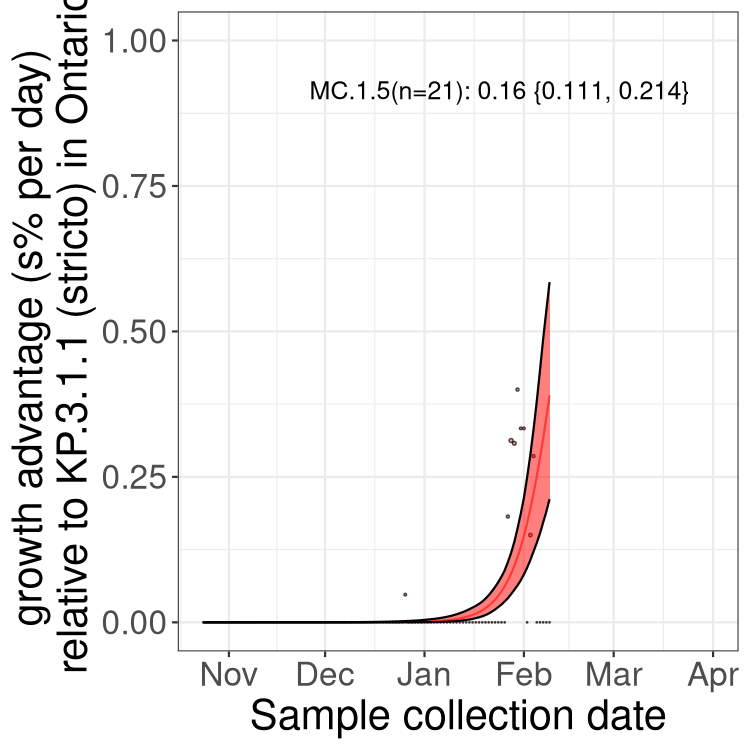 growth advantage (s% per day)
relative to KP.3.1.1 (stricto) in Ontario
1.00
0.75
0.50
0.25
0.00
MC.1.5(n=21): 0.16 {0.111, 0.214}
Nov Dec Jan Feb Mar Apr
Sample collection date